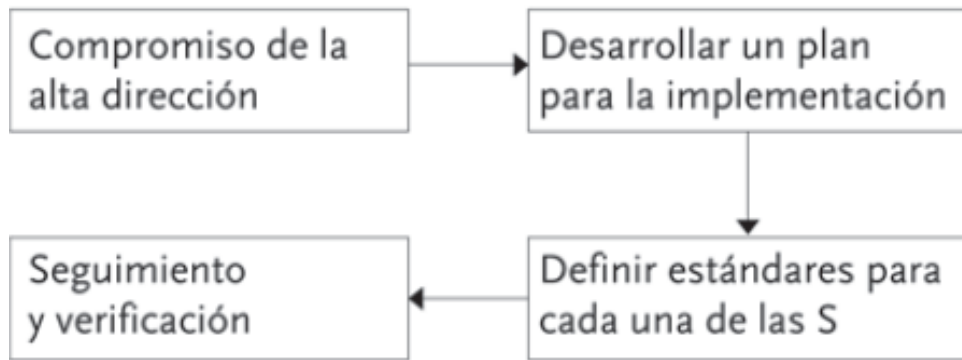 Compromiso de la
alta dirección
Desarrollar un plan
para la implementación
Definir estándares para
cada una de las S
Seguimiento
y verificación